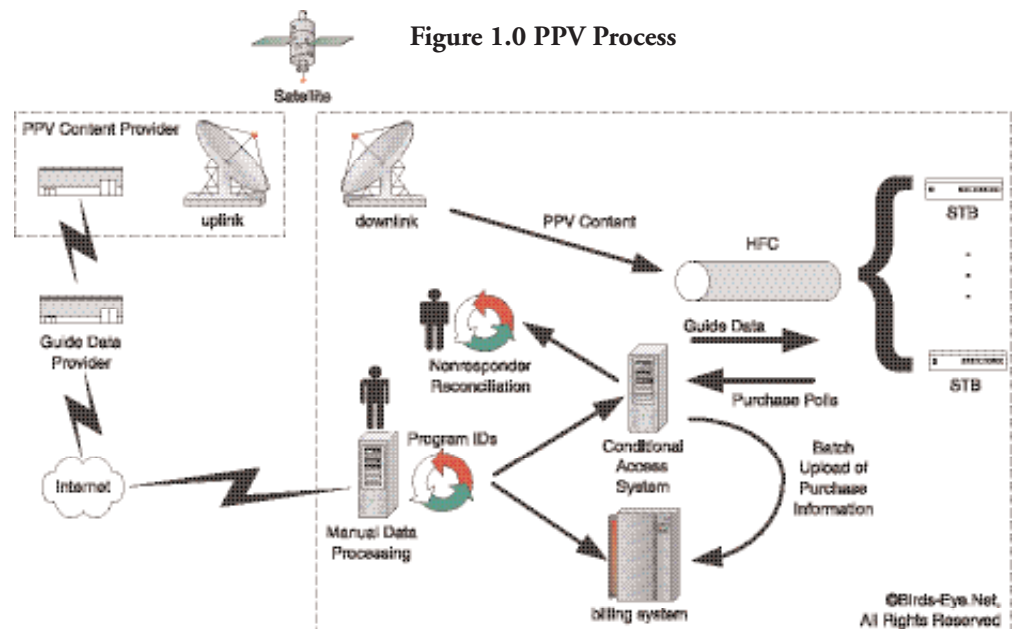 Figure 1.0 PPV Process
Satellite
PPV Content Provider
uplink
downlink
PPV Content
HFC
STB
STB
Guide Data
Provider
Nonresponder
Reconciliation
Guide Data
Purchase Polls
Program IDs
Conditional
Access
System
Batch
Upload of
Purchase
Information
Internet
Manual Data
Processing
billing system
©Birds-Eye.Net,
All Rights Reserved